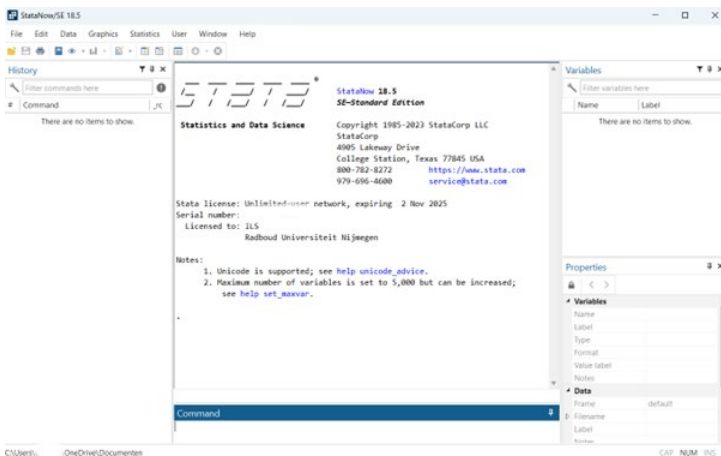 StataNow/SE 18.5
File Edit Data Graphics Statistics User Window Help
History
Filter commands here
# Command _rc
There are no items to show.
STATA ®
StataNow 18.5
SE—Standard Edition
Statistics and Data Science
Copyright 1985-2023 StataCorp LLC
StataCorp
4905 Lakeway Drive
College Station, Texas 77845 USA
800-782-8272 https://www.stata.com
979-696-4600 service@stata.com
Stata license: Unlimited-user network, expiring 2 Nov 2025
Serial number:
Licensed to: ILS
Radboud Universiteit Nijmegen
Notes:
1. Unicode is supported; see help unicode_advice.
2. Maximum number of variables is set to 5,000 but can be increased;
see help set_maxvar.
.
Command
Variables
Filter variables here
Name Label
There are no items to show.
Properties
Variables
Name
Label
Type
Format
Value label
Notes
Data
Frame default
Filename
Label
Notes
C:\Users\ OneDrive\Documenten
CAP NUM INS